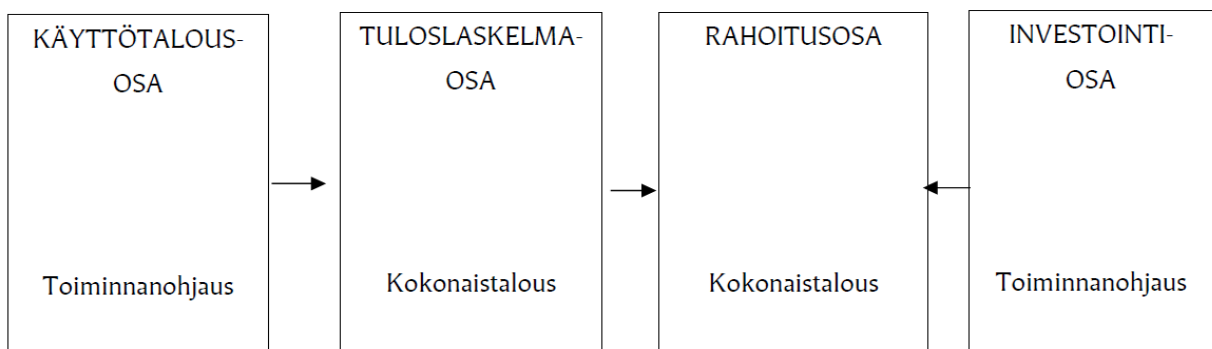 KÄYTTÖTALOUS-
OSA
Toiminnanohjaus
TULOSLASKELMA-
OSA
Kokonaistalous
RAHOITUSOSA
Kokonaistalous
INVESTOINTI-
OSA
Toiminnanohjaus